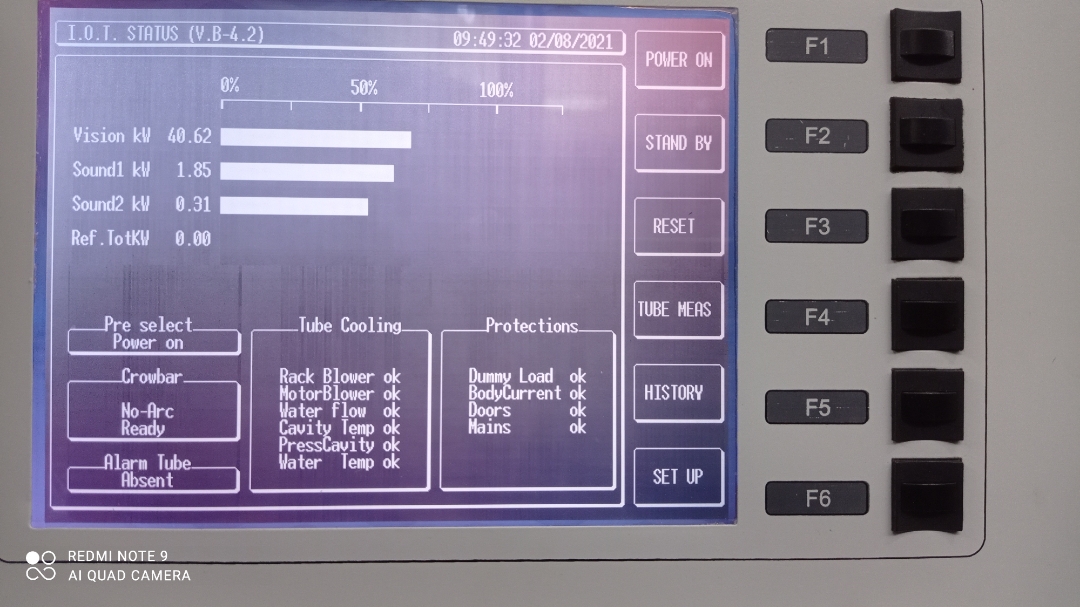 I.O.T. STATUS (V.B-4.2)
09:49:32 02/08/2021
0% 50% 100%
Vision kW 40.62
Sound1 kW 1.85
Sound2 kW 0.31
Ref.TotKW 0.00
Pre select
Power on
Crowbar
No-Arc
Ready
Alarm Tube
Absent
Tube Cooling
Rack Blower ok
MotorBlower ok
Water flow ok
Cavity Temp ok
PressCavity ok
Water Temp ok
Protections
Dummy Load ok
BodyCurrent ok
Doors ok
Mains ok
POWER ON
STAND BY
RESET
TUBE MEAS
HISTORY
SET UP
F1
F2
F3
F4
F5
F6
REDMI NOTE 9
AI QUAD CAMERA